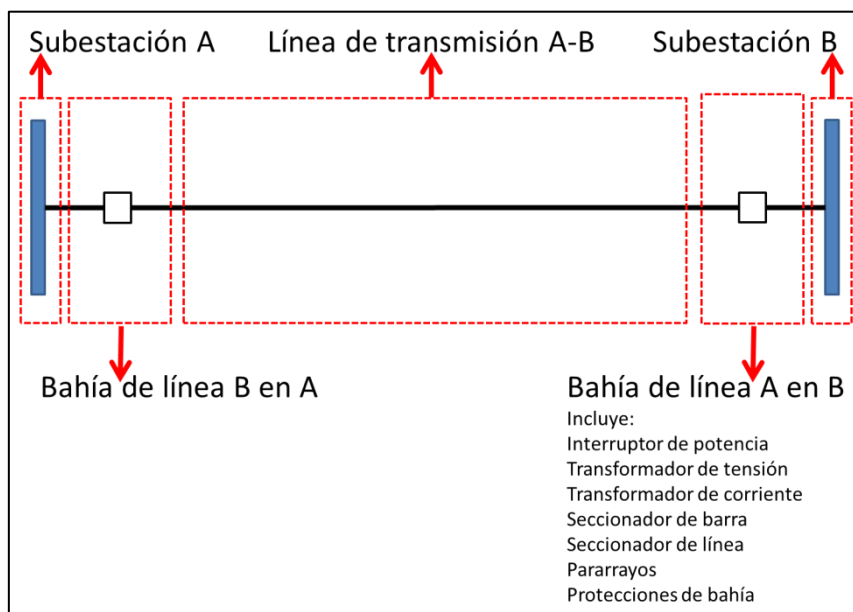 Subestación A
Línea de transmisión A-B
Subestación B
Bahía de línea B en A
Bahía de línea A en B
Incluye:
Interruptor de potencia
Transformador de tensión
Transformador de corriente
Seccionador de barra
Seccionador de línea
Pararrayos
Protecciones de bahía